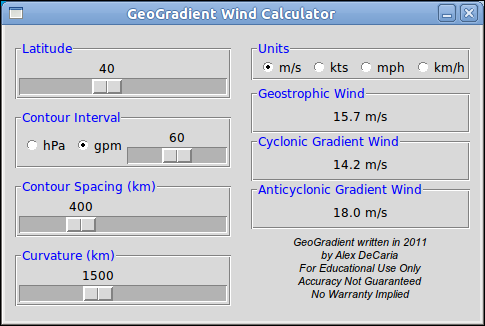 GeoGradient Wind Calculator
Latitude
40
Contour Interval
hPa gpm 60
Contour Spacing (km)
400
Curvature (km)
1500
Units
m/s kts mph km/h
Geostrophic Wind
15.7 m/s
Cyclonic Gradient Wind
14.2 m/s
Anticyclonic Gradient Wind
18.0 m/s
GeoGradient written in 2011
by Alex DeCaria
For Educational Use Only
Accuracy Not Guaranteed
No Warranty Implied